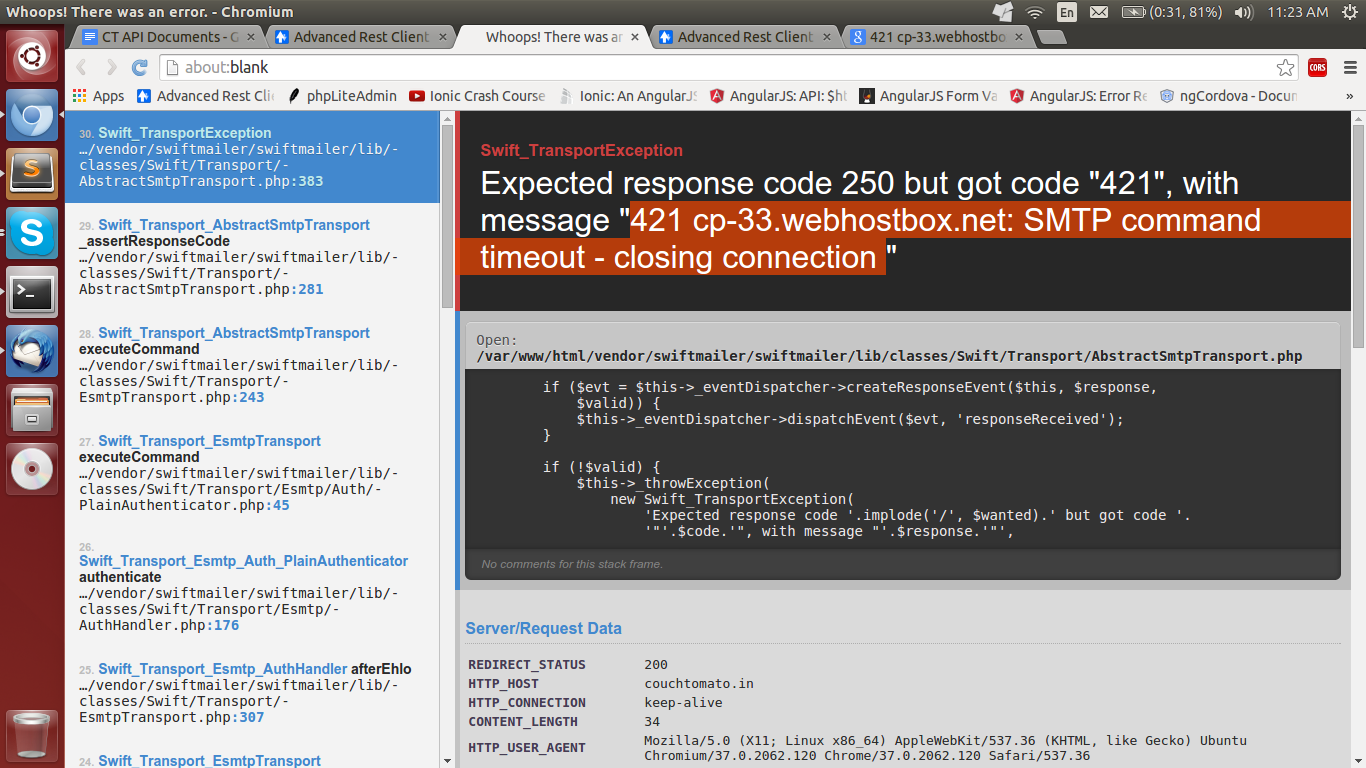 Whoops! There was an error. - Chromium
En
(0:31, 81%)
11:23 AM
CT API Documents - G
Advanced Rest Client
Whoops! There was an
Advanced Rest Client
421 cp-33.webhostbo
about:blank
CORS
Apps
Advanced Rest Clie
phpLiteAdmin
Ionic Crash Course
Ionic: An AngularJS
AngularJS: API: $ht
AngularJS Form Va
AngularJS: Error Re
ngCordova - Docum
»
30. Swift_TransportException
…/vendor/swiftmailer/swiftmailer/lib/-
classes/Swift/Transport/-
AbstractSmtpTransport.php:383
29. Swift_Transport_AbstractSmtpTransport
_assertResponseCode
…/vendor/swiftmailer/swiftmailer/lib/-
classes/Swift/Transport/-
AbstractSmtpTransport.php:281
28. Swift_Transport_AbstractSmtpTransport
executeCommand
…/vendor/swiftmailer/swiftmailer/lib/-
classes/Swift/Transport/-
EsmtpTransport.php:243
27. Swift_Transport_EsmtpTransport
executeCommand
…/vendor/swiftmailer/swiftmailer/lib/-
classes/Swift/Transport/Esmtp/Auth/-
PlainAuthenticator.php:45
26.
Swift_Transport_Esmtp_Auth_PlainAuthenticator
authenticate
…/vendor/swiftmailer/swiftmailer/lib/-
classes/Swift/Transport/Esmtp/-
AuthHandler.php:176
25. Swift_Transport_Esmtp_AuthHandler afterEhlo
…/vendor/swiftmailer/swiftmailer/lib/-
classes/Swift/Transport/-
EsmtpTransport.php:307
24. Swift_Transport_EsmtpTransport
Swift_TransportException
Expected response code 250 but got code "421", with
message "421 cp-33.webhostbox.net: SMTP command
timeout - closing connection "
Open:
/var/www/html/vendor/swiftmailer/swiftmailer/lib/classes/Swift/Transport/AbstractSmtpTransport.php
if ($evt = $this->_eventDispatcher->createResponseEvent($this, $response,
$valid)) {
$this->_eventDispatcher->dispatchEvent($evt, 'responseReceived');
}
if (!$valid) {
$this->_throwException(
new Swift_TransportException(
'Expected response code '.implode('/', $wanted).' but got code '.
'"'.$code.'", with message "'.$response.'"',
No comments for this stack frame.
Server/Request Data
REDIRECT_STATUS 200
HTTP_HOST couchtomato.in
HTTP_CONNECTION keep-alive
CONTENT_LENGTH 34
HTTP_USER_AGENT Mozilla/5.0 (X11; Linux x86_64) AppleWebKit/537.36 (KHTML, like Gecko) Ubuntu
Chromium/37.0.2062.120 Chrome/37.0.2062.120 Safari/537.36